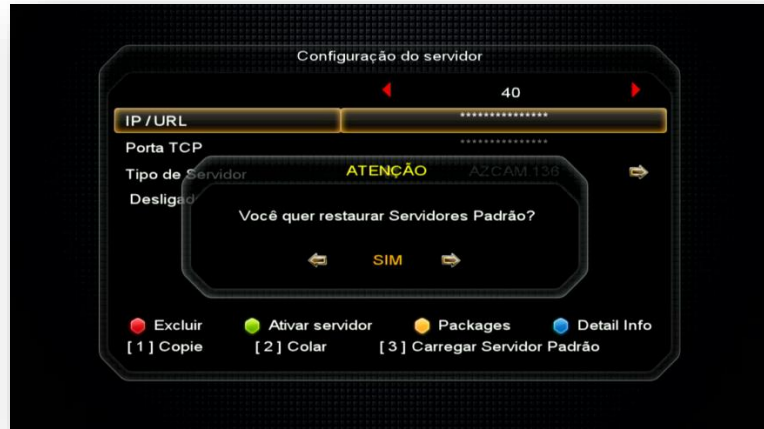 Configuração do servidor
40
IP / URL ***************
Porta TCP ***************
Tipo de Servidor AZCAM 136
ATENÇÃO
Desligad
Você quer restaurar Servidores Padrão?
SIM
Excluir Ativar servidor Packages Detail Info
[ 1 ] Copie [ 2 ] Colar [ 3 ] Carregar Servidor Padrão